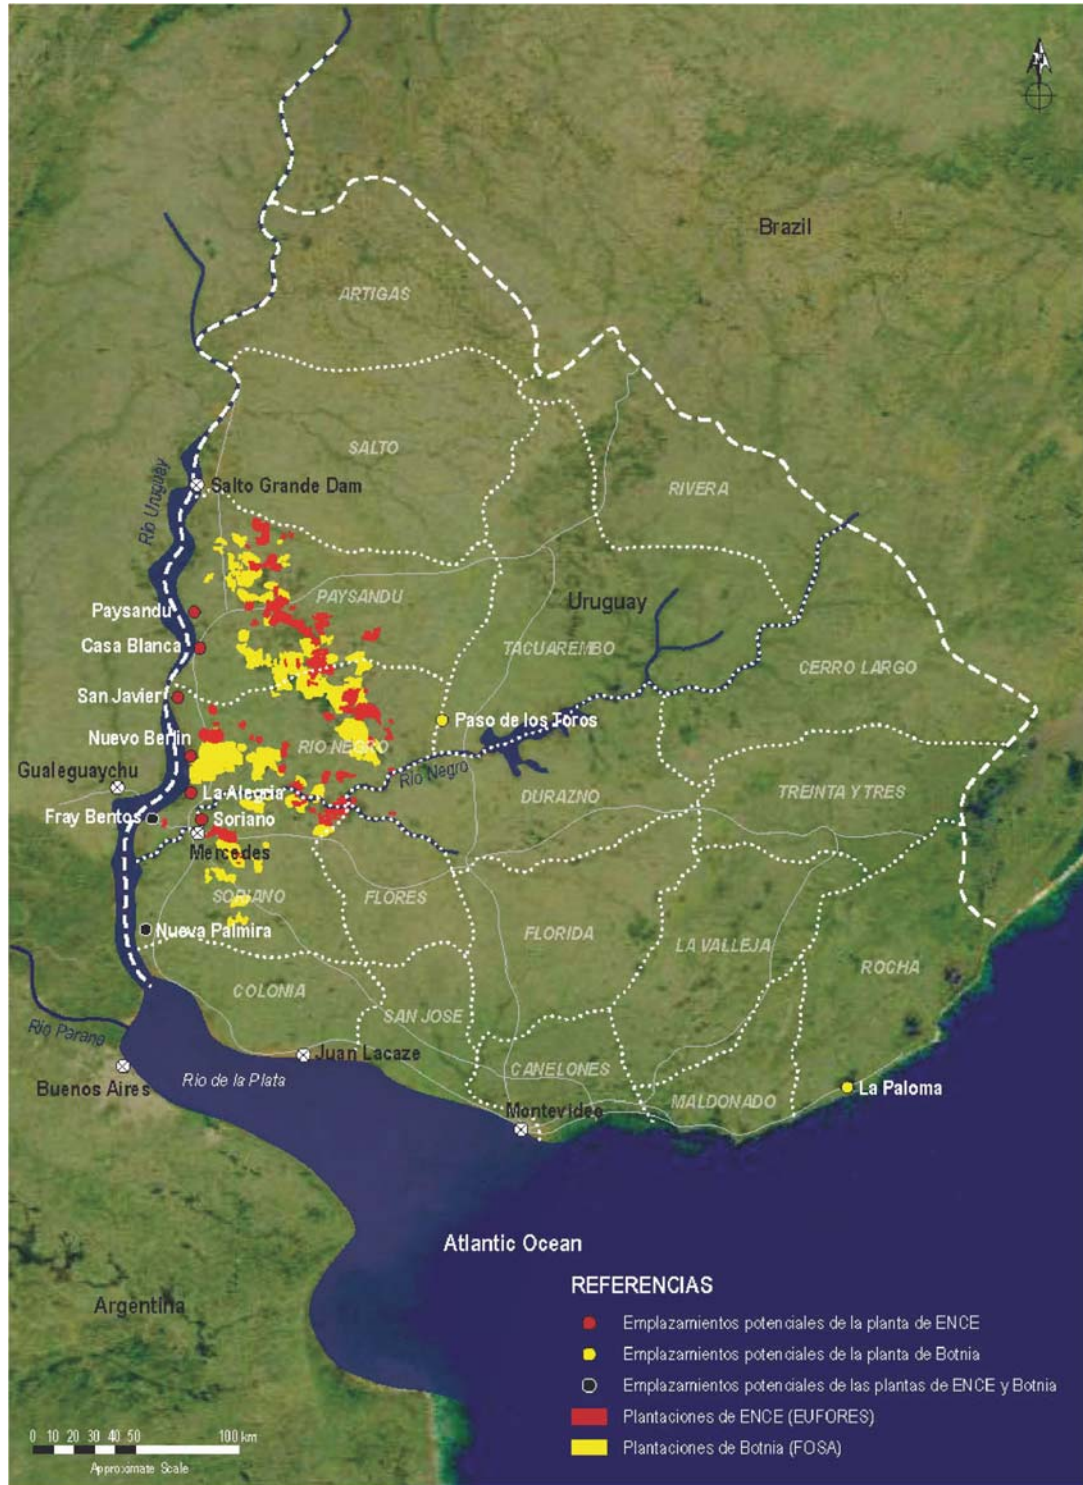 Brazil
ARTIGAS
SALTO
Rio Uruguay
Salto Grande Dam
RIVERA
PAYSANDU
Uruguay
Paysandu
Casa Blanca
TACUAREMBO
CERRO LARGO
San Javier
Paso de los Toros
Nuevo Berlin
RIO NEGRO
Rio Negro
Gualeguaychu
La Alegria
DURAZNO
TREINTA Y TRES
Fray Bentos
Soriano
Mercedes
SORIANO
FLORES
Nueva Palmira
FLORIDA
LA VALLEJA
ROCHA
COLONIA
SAN JOSE
Rio Parano
Juan Lacaze
CANELONES
Buenos Aires
Rio de la Plata
Montevideo
MALDONADO
La Paloma
Atlantic Ocean
Argentina
REFERENCIAS
Emplazamientos potenciales de la planta de ENCE
Emplazamientos potenciales de la planta de Botnia
Emplazamientos potenciales de las plantas de ENCE y Botnia
Plantaciones de ENCE (EUFORES)
Plantaciones de Botnia (FOSA)
0 10 20 30 40 50 100 km
Approximate Scale